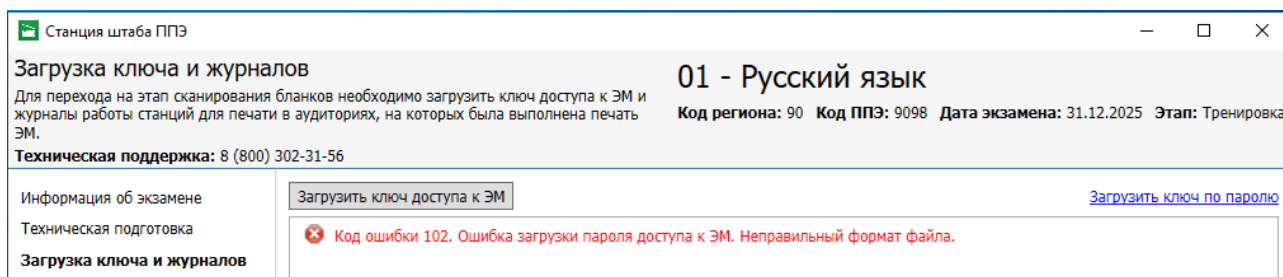 Станция штаба ППЭ
Загрузка ключа и журналов
Для перехода на этап сканирования бланков необходимо загрузить ключ доступа к ЭМ и
журналы работы станций для печати в аудиториях, на которых была выполнена печать
ЭМ.
Техническая поддержка: 8 (800) 302-31-56
01 - Русский язык
Код региона: 90 Код ППЭ: 9098 Дата экзамена: 31.12.2025 Этап: Тренировка
Информация об экзамене
Техническая подготовка
Загрузка ключа и журналов
Загрузить ключ доступа к ЭМ
Загрузить ключ по паролю
Код ошибки 102. Ошибка загрузки пароля доступа к ЭМ. Неправильный формат файла.